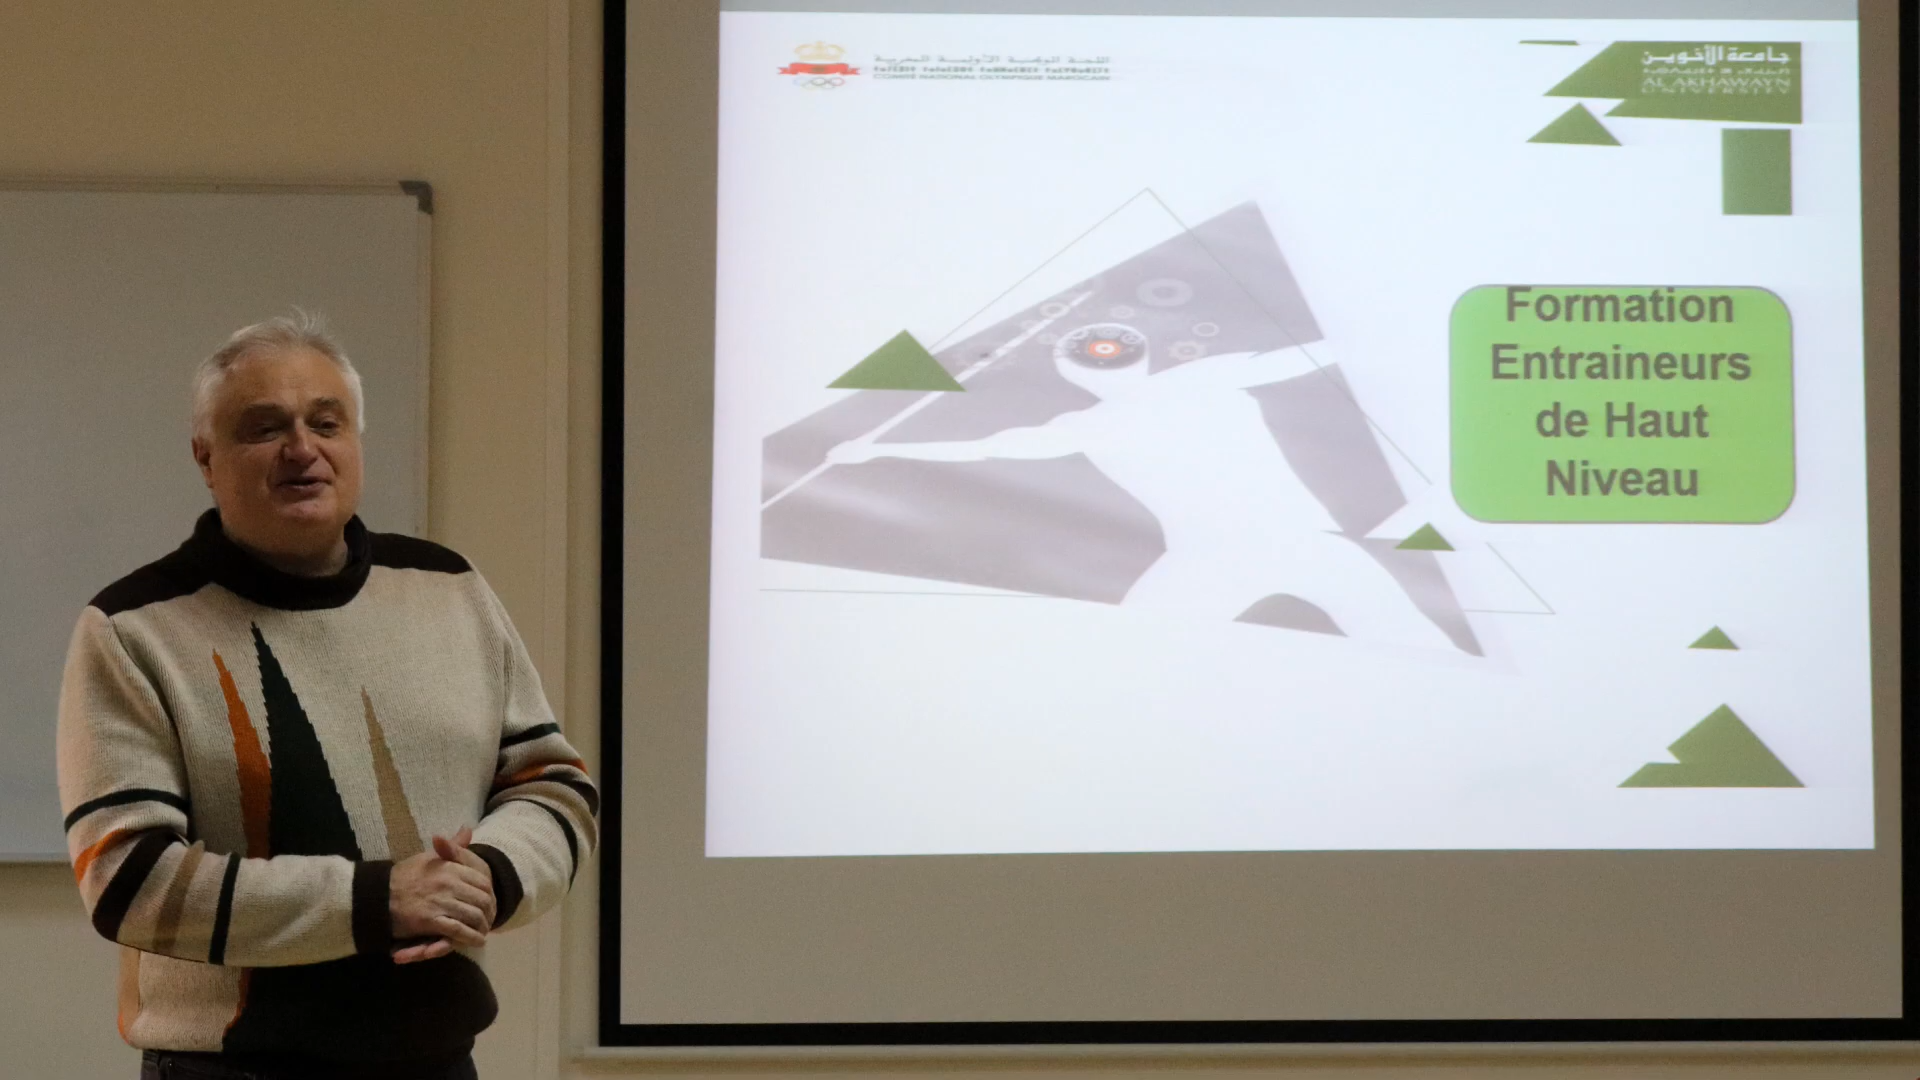 اللجنة الوطنية الأولمبية المغربية
COMITÉ NATIONAL OLYMPIQUE MAROCAIN
جامعة الأخوين
AL AKHAWAYN
UNIVERSITY
Formation
Entraineurs
de Haut
Niveau